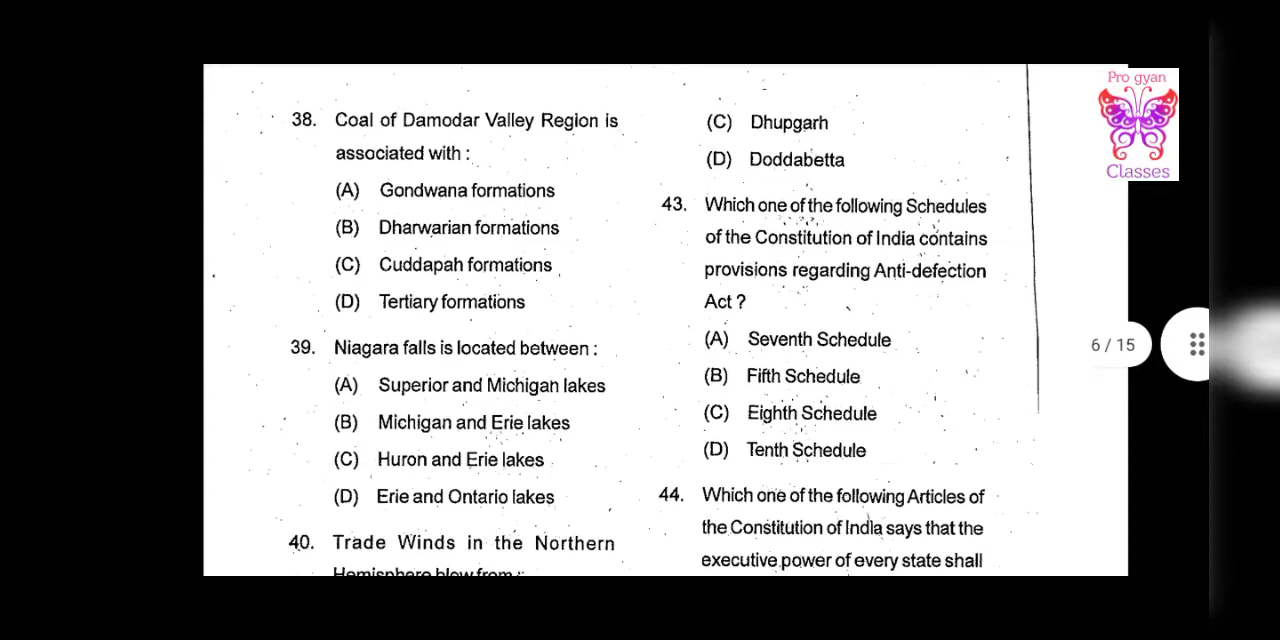 38. Coal of Damodar Valley Region is
associated with :
(A) Gondwana formations
(B) Dharwarian formations
(C) Cuddapah formations
(D) Tertiary formations
39. Niagara falls is located between :
(A) Superior and Michigan lakes
(B) Michigan and Erie lakes
(C) Huron and Erie lakes
(D) Erie and Ontario lakes
40. Trade Winds in the Northern
Hemisphere blow from :
(C) Dhupgarh
(D) Doddabetta
43. Which one of the following Schedules
of the Constitution of India contains
provisions regarding Anti-defection
Act ?
(A) Seventh Schedule
(B) Fifth Schedule
(C) Eighth Schedule
(D) Tenth Schedule
44. Which one of the following Articles of
the Constitution of India says that the
executive power of every state shall
Pro gyan
Classes
6 / 15